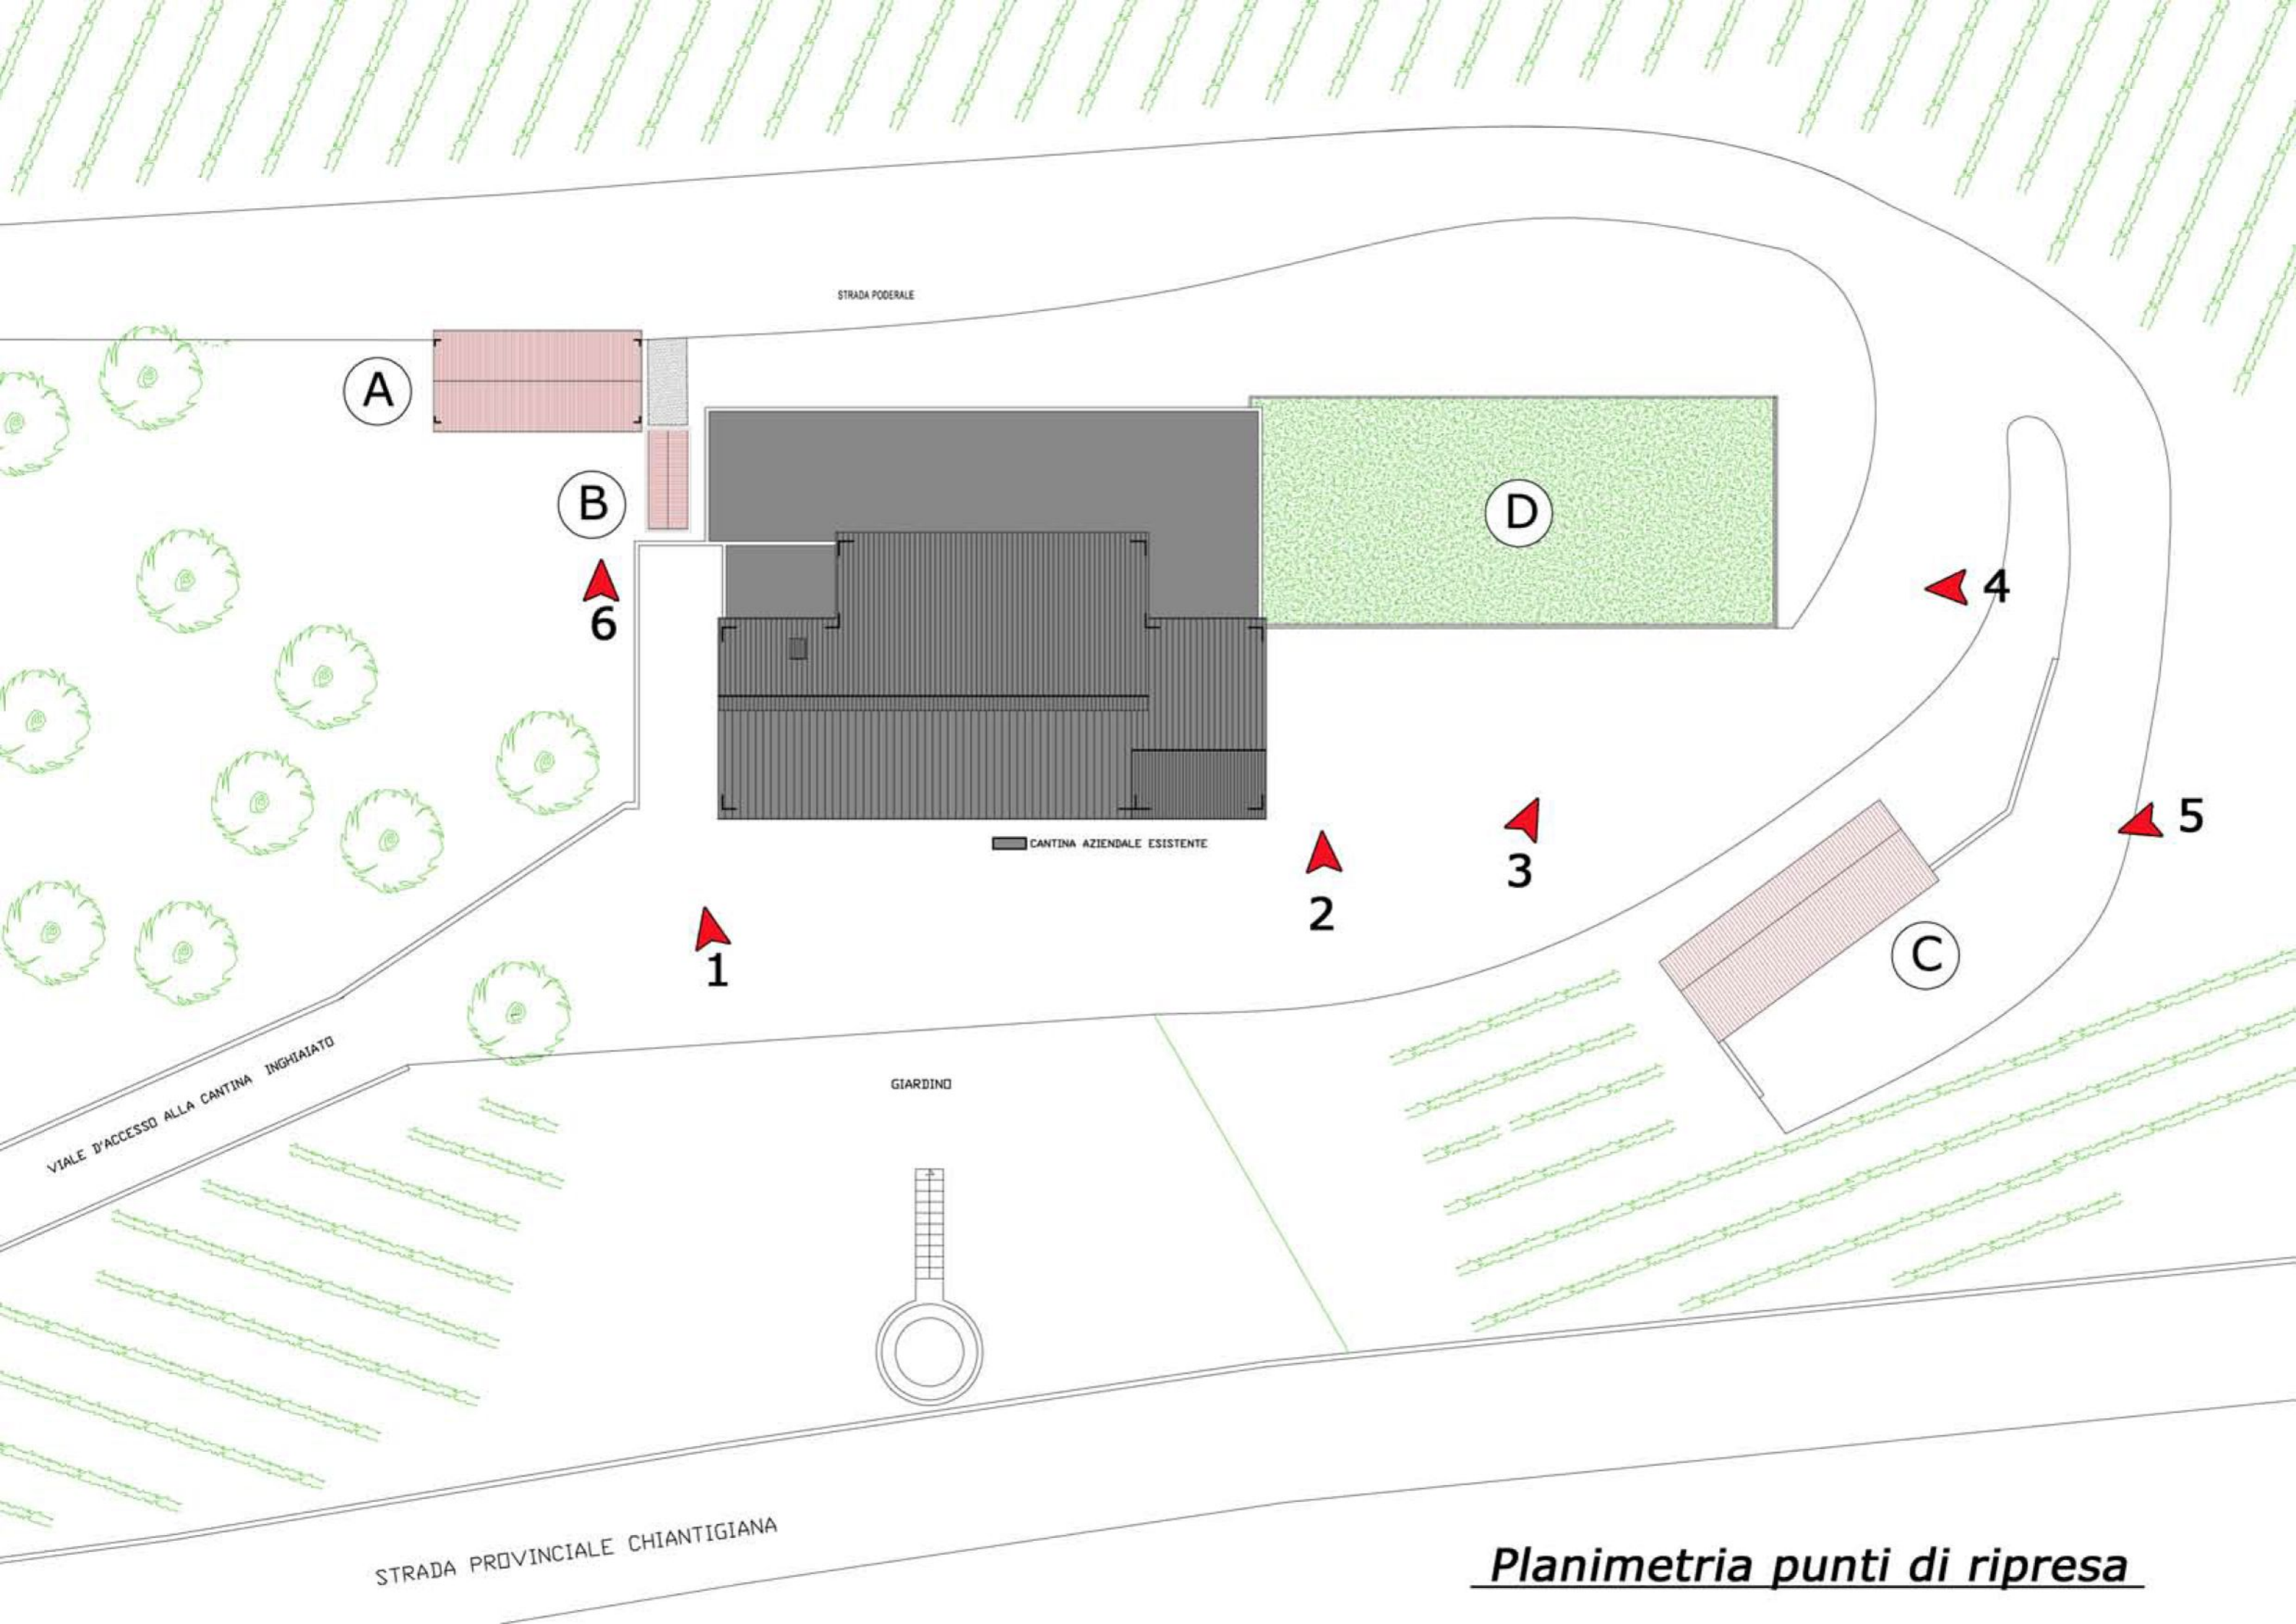 STRADA PODERALE
A
B
D
6
4
5
CANTINA AZIENDALE ESISTENTE
3
2
1
C
VIALE D'ACCESSO ALLA CANTINA INGHIAIATO
GIARDINO
STRADA PROVINCIALE CHIANTIGIANA
Planimetria punti di ripresa